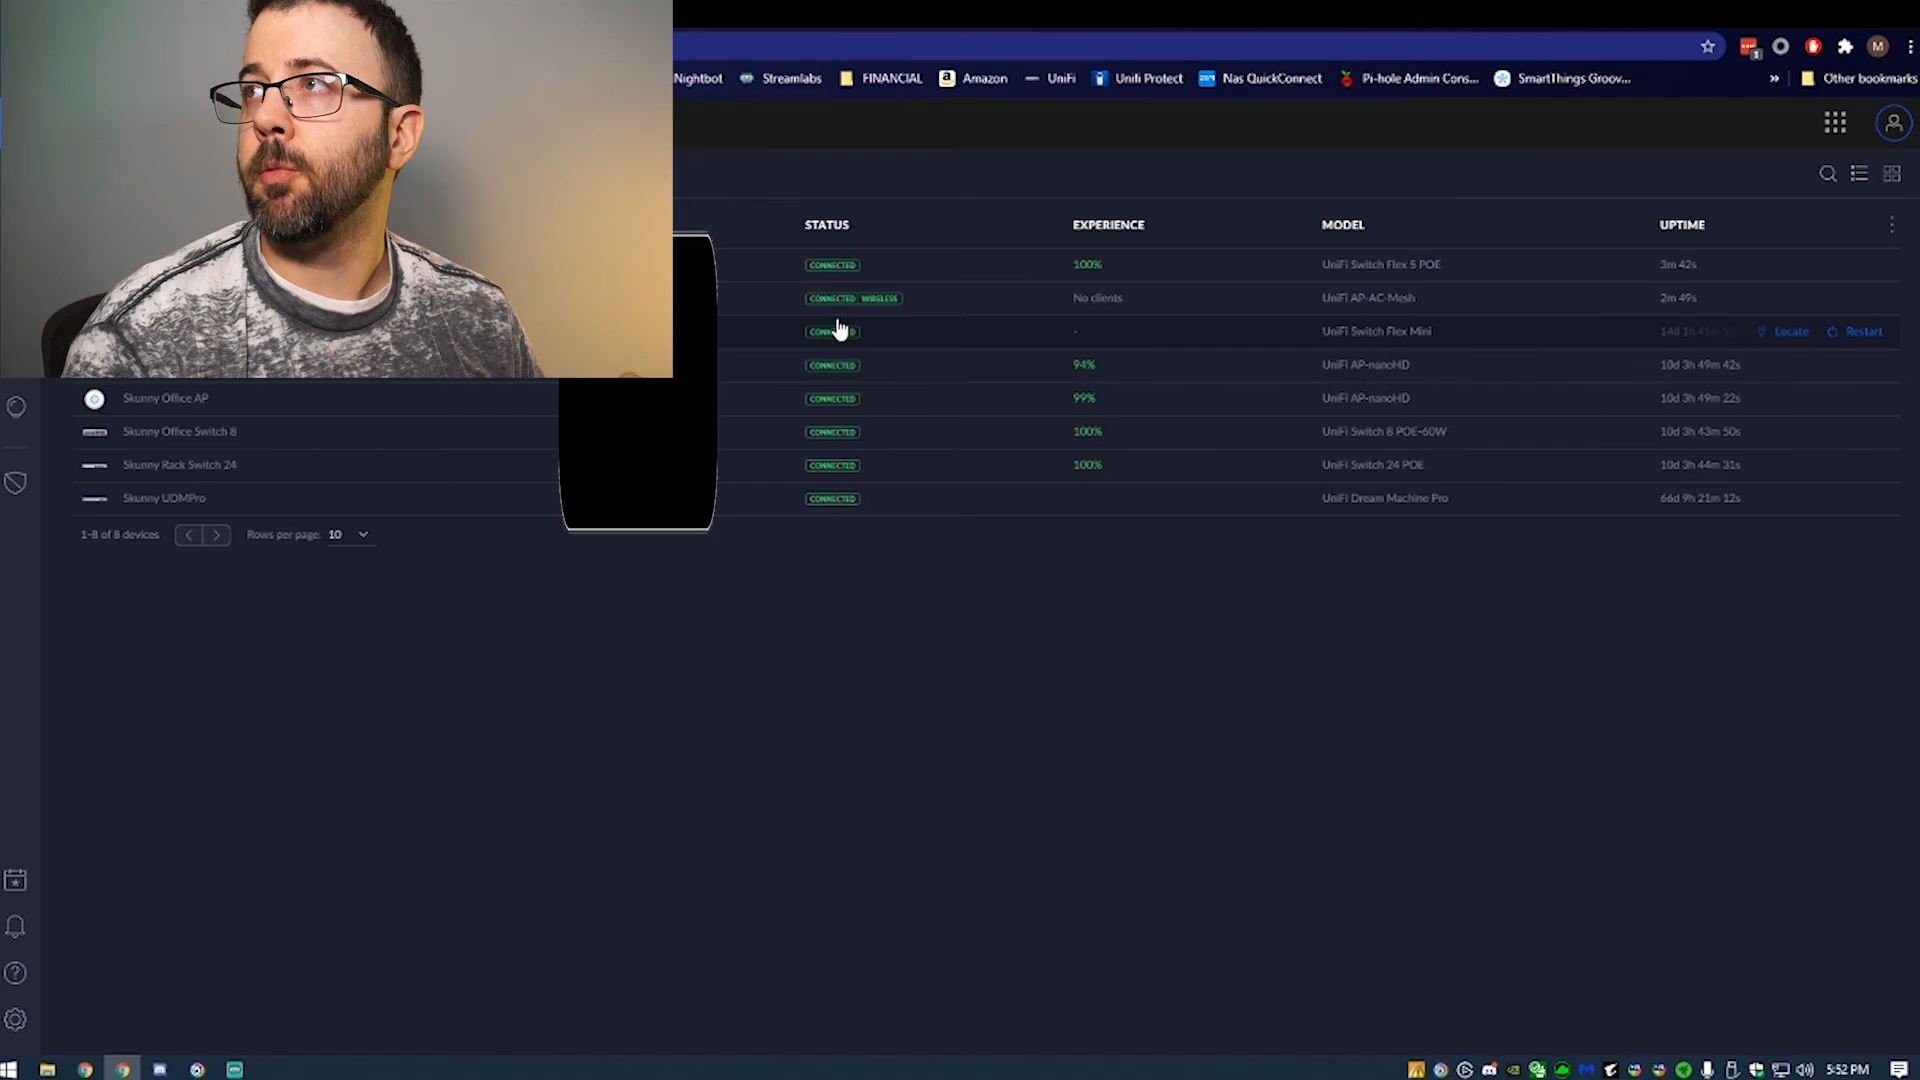 Nightbot Streamlabs FINANCIAL Amazon UniFi Unifi Protect Nas QuickConnect Pi-hole Admin Cons... SmartThings Groov... » Other bookmarks
STATUS EXPERIENCE MODEL UPTIME
CONNECTED 100% UniFi Switch Flex 5 POE 3m 42s
CONNECTED WIRELESS No clients UniFi AP-AC-Mesh 2m 49s
- UniFi Switch Flex Mini 14d 1h 41m Locate Restart
CONNECTED 94% UniFi AP-nanoHD 10d 3h 49m 42s
Skunny Office AP CONNECTED 99% UniFi AP-nanoHD 10d 3h 49m 22s
Skunny Office Switch 8 CONNECTED 100% UniFi Switch 8 POE-60W 10d 3h 43m 50s
Skunny Rack Switch 24 CONNECTED 100% UniFi Switch 24 POE 10d 3h 44m 31s
Skunny UDMPro CONNECTED UniFi Dream Machine Pro 66d 9h 21m 12s
1-8 of 8 devices Rows per page: 10
5:52 PM